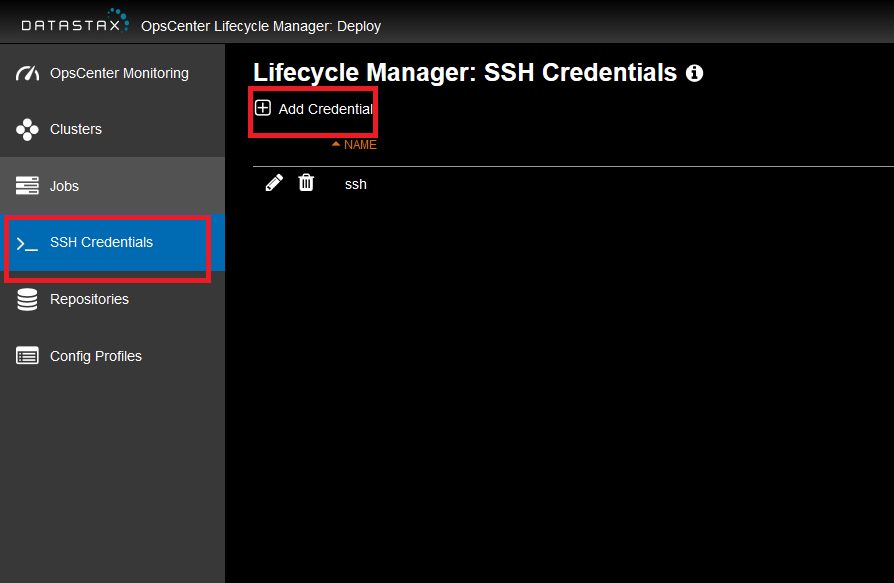 DATASTAX OpsCenter Lifecycle Manager: Deploy
OpsCenter Monitoring
Clusters
Jobs
SSH Credentials
Repositories
Config Profiles
Lifecycle Manager: SSH Credentials
Add Credential
NAME
ssh